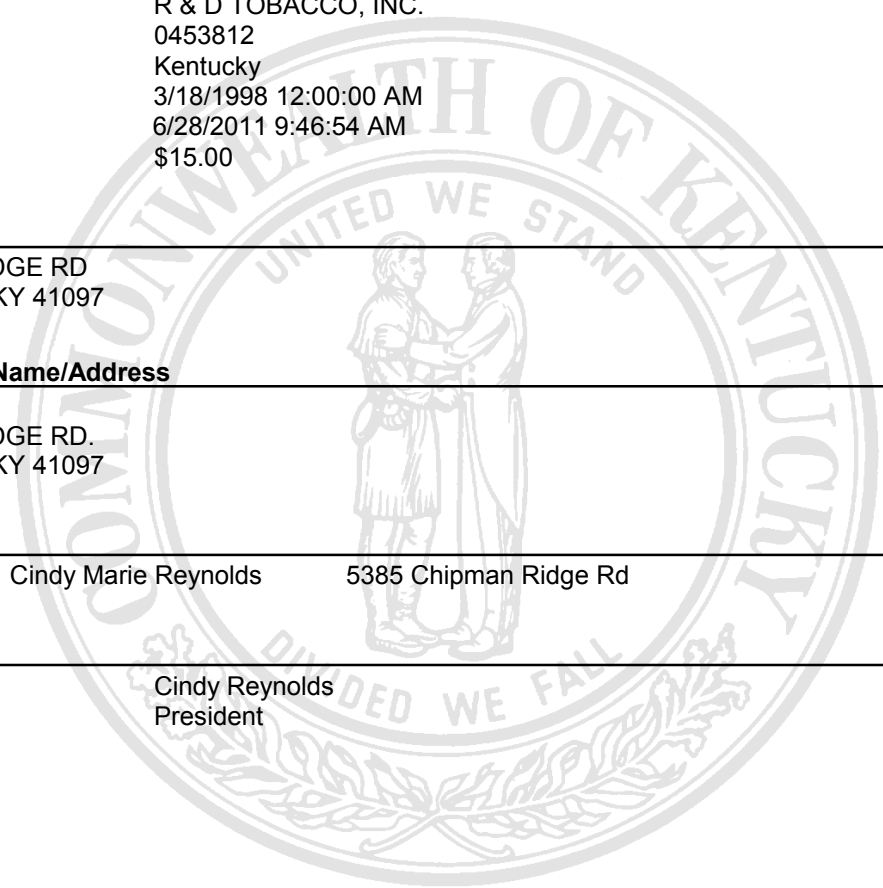 R & D TOBACCO, INC.
0453812
Kentucky
3/18/1998 12:00:00 AM
6/28/2011 9:46:54 AM
$15.00
DGE RD
KY 41097
Name/Address
DGE RD.
KY 41097
Cindy Marie Reynolds 5385 Chipman Ridge Rd
Cindy Reynolds
President
COMMONWEALTH OF KENTUCKY
UNITED WE STAND
DIVIDED WE FALL